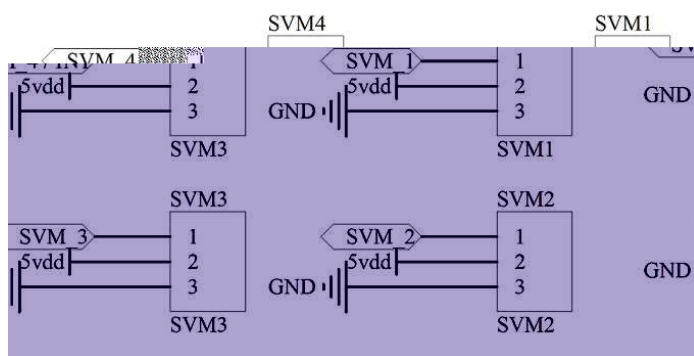 SVM4 SVM1
SVM_4
SVM_1 1
5vdd 2 5vdd 2 GND
3 GND 3
SVM3 SVM1
SVM3 SVM2
SVM_3 1 SVM_2 1
5vdd 2 5vdd 2 GND
3 GND 3
SVM3 SVM2